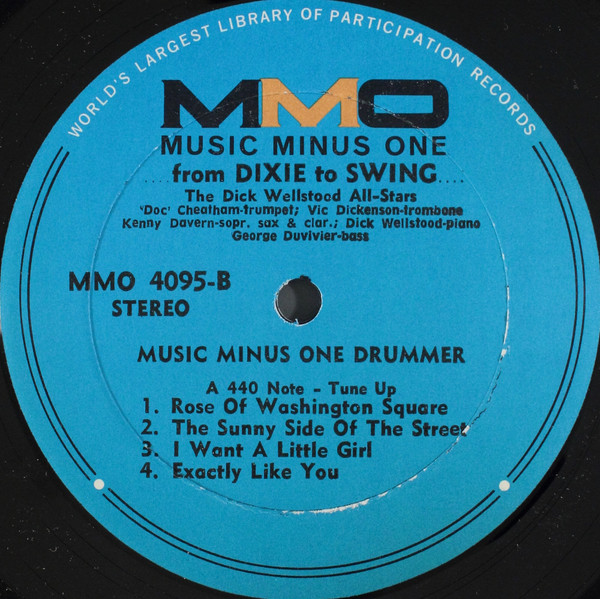 WORLD'S LARGEST LIBRARY OF PARTICIPATION RECORDS
MMO
MUSIC MINUS ONE
....from DIXIE to SWING....
The Dick Wellstood All-Stars
'Doc' Cheatham-trumpet; Vic Dickenson-trombone
Kenny Davern-sopr. sax & clar.; Dick Wellstood-piano
George Duvivier-bass
MMO 4095-B
STEREO
MUSIC MINUS ONE DRUMMER
A 440 Note - Tune Up
1. Rose Of Washington Square
2. The Sunny Side Of The Street
3. I Want A Little Girl
4. Exactly Like You